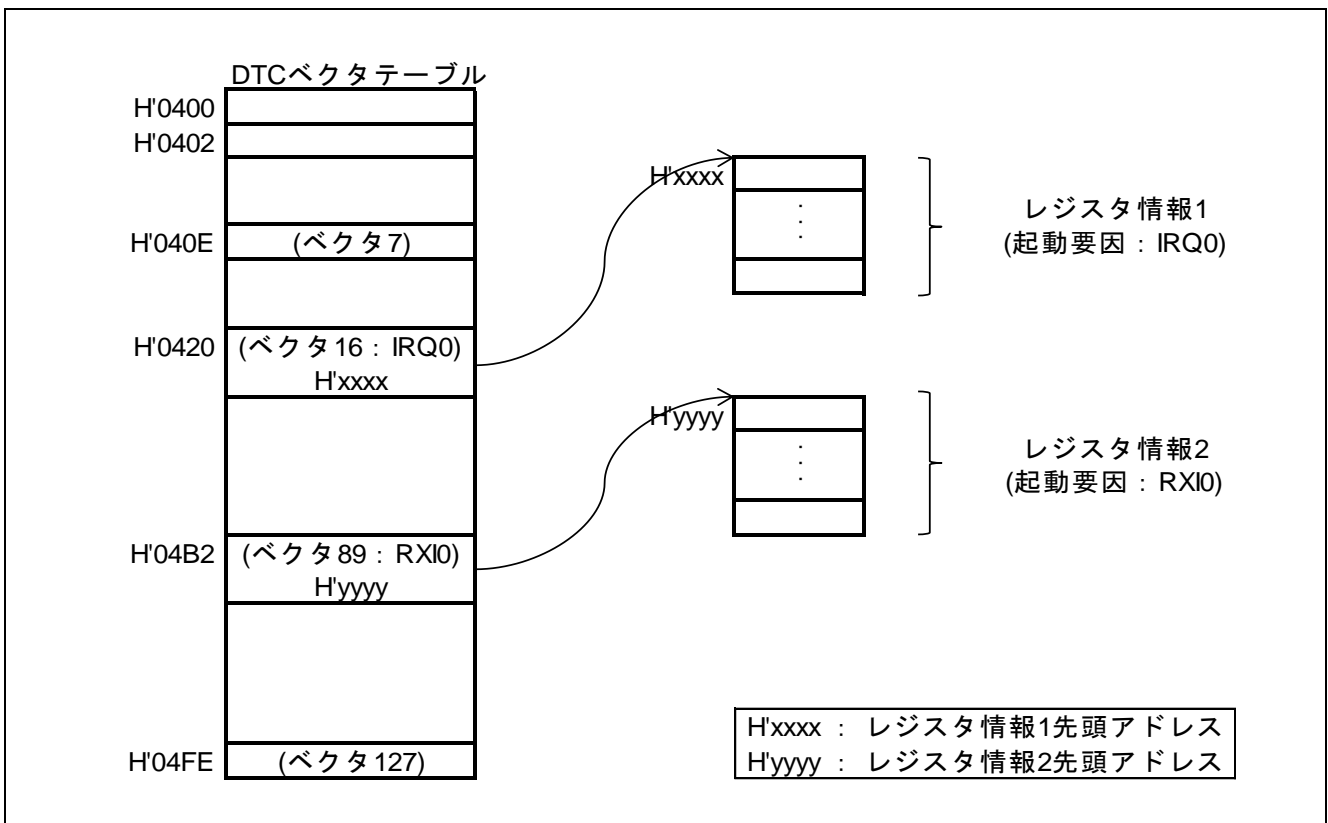 DTCベクタテーブル
H'0400
H'0402
H'040E (ベクタ7)
H'0420 (ベクタ16：IRQ0)
H'xxxx
H'04B2 (ベクタ89：RXI0)
H'yyyy
H'04FE (ベクタ127)
H'xxxx
レジスタ情報1
(起動要因：IRQ0)
H'yyyy
レジスタ情報2
(起動要因：RXI0)
H'xxxx： レジスタ情報1先頭アドレス
H'yyyy： レジスタ情報2先頭アドレス